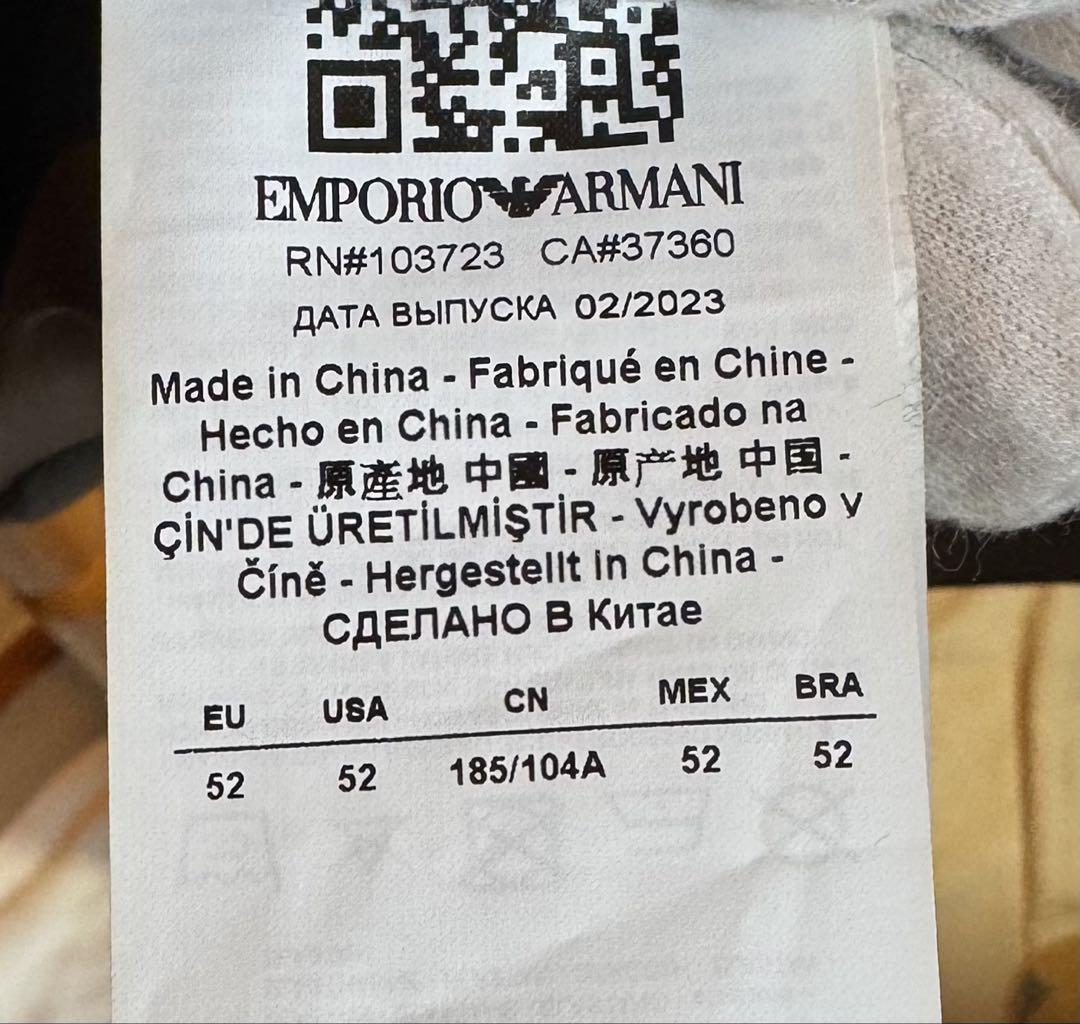 EMPORIO ARMANI
RN#103723 CA#37360
ДАТА ВЫПУСКА 02/2023
Made in China - Fabriqué en Chine -
Hecho en China - Fabricado na
China - 原產地 中國 - 原产地 中国 -
ÇİN'DE ÜRETİLMİŞTİR - Vyrobeno v
Číně - Hergestellt in China -
СДЕЛАНО В Китае
EU USA CN MEX BRA
52 52 185/104A 52 52